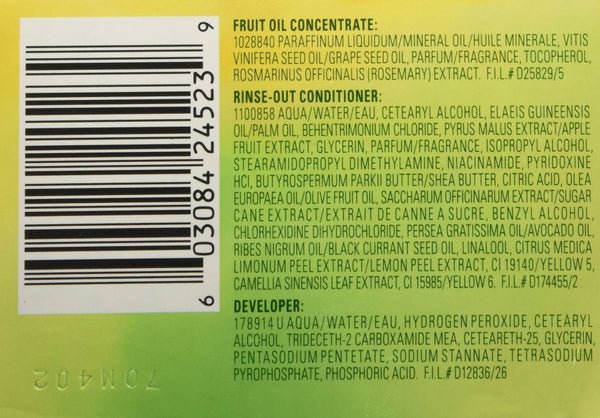 FRUIT OIL CONCENTRATE:
1028840 PARAFFINUM LIQUIDUM/MINERAL OIL/HUILE MINERALE, VITIS
VINIFERA SEED OIL/GRAPE SEED OIL, PARFUM/FRAGRANCE, TOCOPHEROL,
ROSMARINUS OFFICINALIS (ROSEMARY) EXTRACT. F.I.L.# D25829/5
RINSE-OUT CONDITIONER:
1100858 AQUA/WATER/EAU, CETEARYL ALCOHOL, ELAEIS GUINEENSIS
OIL/PALM OIL, BEHENTRIMONIUM CHLORIDE, PYRUS MALUS EXTRACT/APPLE
FRUIT EXTRACT, GLYCERIN, PARFUM/FRAGRANCE, ISOPROPYL ALCOHOL,
STEARAMIDOPROPYL DIMETHYLAMINE, NIACINAMIDE, PYRIDOXINE
HCI, BUTYROSPERMUM PARKII BUTTER/SHEA BUTTER, CITRIC ACID, OLEA
EUROPAEA OIL/OLIVE FRUIT OIL, SACCHARUM OFFICINARUM EXTRACT/SUGAR
CANE EXTRACT/EXTRAIT DE CANNE A SUCRE, BENZYL ALCOHOL,
CHLORHEXIDINE DIHYDROCHLORIDE, PERSEA GRATISSIMA OIL/AVOCADO OIL,
RIBES NIGRUM OIL/BLACK CURRANT SEED OIL, LINALOOL, CITRUS MEDICA
LIMONUM PEEL EXTRACT/LEMON PEEL EXTRACT, CI 19140/YELLOW 5,
CAMELLIA SINENSIS LEAF EXTRACT, CI 15985/YELLOW 6. F.I.L.# D174455/2
DEVELOPER:
178914 U AQUA/WATER/EAU, HYDROGEN PEROXIDE, CETEARYL
ALCOHOL, TRIDECETH-2 CARBOXAMIDE MEA, CETEARETH-25, GLYCERIN,
PENTASODIUM PENTETATE, SODIUM STANNATE, TETRASODIUM
PYROPHOSPHATE, PHOSPHORIC ACID. F.I.L.# D12836/26
6 03084 24523 9
70N402